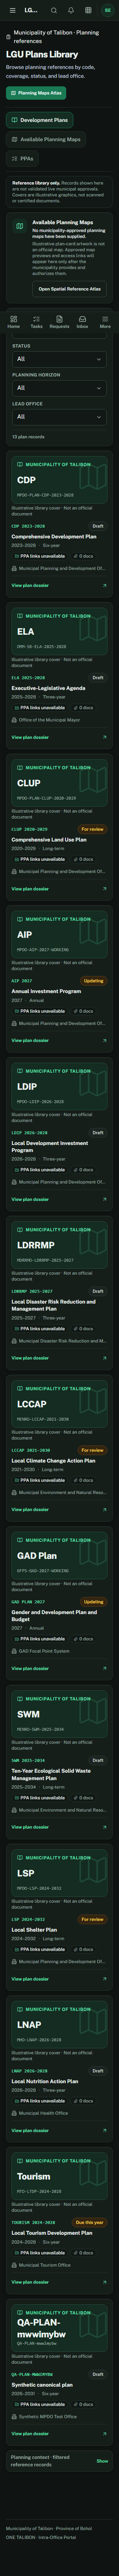 LG...
SE
Municipality of Talibon · Planning
references
LGU Plans Library
Browse planning references by code,
coverage, status, and lead office.
Planning Maps Atlas
Development Plans
Available Planning Maps
PPAs
Reference library only. Records shown here
are not validated live municipal approvals.
Covers are illustrative graphics, not scanned
or certified documents.
Available Planning Maps
No municipality-approved planning
maps have been supplied.
Illustrative plan-card artwork is not
official
map. Approved map
and access links will
appear here only after the
Open Spatial Reference Atlas
Home
Tasks
Requests
Inbox
More
STATUS
All
PLANNING HORIZON
All
LEAD OFFICE
All
13 plan records
MUNICIPALITY OF TALIBON
CDP
MPDO-PLAN-CDP-2023-2028
Illustrative library cover · Not an official
document
CDP 2023-2028
Draft
Comprehensive Development Plan
2023–2028 · Six-year
PPA links unavailable
0 docs
Municipal Planning and Development Of...
View plan dossier
MUNICIPALITY OF TALIBON
ELA
Illustrative library cover · Not an official
document
ELA 2025-2028
Draft
Executive-Legislative Agenda
2025–2028 · Three-year
PPA links unavailable
0 docs
Office of the Municipal Mayor
View plan dossier
MUNICIPALITY OF TALIBON
CLUP
MPDO-PLAN-CLUP-2020-2029
Illustrative library cover · Not an official
document
CLUP 2020-2029
For review
Comprehensive Land Use Plan
2020–2029 · Long-term
PPA links unavailable
0 docs
Municipal Planning and Development Of...
View plan dossier
MUNICIPALITY OF TALIBON
AIP
MPDO-AIP-2027-WORKING
Illustrative library cover · Not an official
document
AIP 2027
Updating
Annual Investment Program
2027 · Annual
PPA links unavailable
0 docs
Municipal Planning and Development Of...
View plan dossier
MUNICIPALITY OF TALIBON
LDIP
MPDO-LDIP-2026-2028
Illustrative library cover · Not an official
document
LDIP 2026-2028
Draft
Local Development Investment
Program
2026–2028 · Three-year
PPA links unavailable
0 docs
Municipal Planning and Development Of...
View plan dossier
MUNICIPALITY OF TALIBON
LDRRMP
MDRRMO-LDRRMP-2025-2027
Illustrative library cover · Not an official
document
LDRRMP 2025-2027
Draft
Local Disaster Risk Reduction and
Management Plan
2025–2027 · Three-year
PPA links unavailable
0 docs
Municipal Disaster Risk Reduction and M...
View plan dossier
MUNICIPALITY OF TALIBON
LCCAP
MENRO-LCCAP-2021-2030
Illustrative library cover · Not an official
document
LCCAP 2021-2030
For review
Local Climate Change Action Plan
2021–2030 · Long-term
PPA links unavailable
0 docs
Municipal Environment and Natural Resou...
View plan dossier
MUNICIPALITY OF TALIBON
GAD Plan
GFPS-GAD-2027-WORKING
Illustrative library cover · Not an official
document
GAD PLAN 2027
Updating
Gender and Development Plan and
Budget
2027 · Annual
PPA links unavailable
0 docs
GAD Focal Point System
View plan dossier
MUNICIPALITY OF TALIBON
SWM
MENRO-SWM-2025-2034
Illustrative library cover · Not an official
document
SWM 2025-2034
Draft
Ten-Year Ecological Solid Waste
Management Plan
2025–2034 · Long-term
PPA links unavailable
0 docs
Municipal Environment and Natural Resou...
View plan dossier
MUNICIPALITY OF TALIBON
LSP
MPDO-LSP-2024-2032
Illustrative library cover · Not an official
document
LSP 2024-2032
For review
Local Shelter Plan
2024–2032 · Long-term
PPA links unavailable
0 docs
Municipal Planning and Development Of...
View plan dossier
MUNICIPALITY OF TALIBON
LNAP
MHO-LNAP-2026-2028
Illustrative library cover · Not an official
document
LNAP 2026-2028
Draft
Local Nutrition Action Plan
2026–2028 · Three-year
PPA links unavailable
0 docs
Municipal Health Office
View plan dossier
MUNICIPALITY OF TALIBON
Tourism
MTO-LTDP-2024-2028
Illustrative library cover · Not an official
document
TOURISM 2024-2028
Due this year
Local Tourism Development Plan
2024–2028 · Six-year
PPA links unavailable
0 docs
Municipal Tourism Office
View plan dossier
MUNICIPALITY OF TALIBON
QA-PLAN-
mwwimybw
QA-PLAN-mwwimybw
Illustrative library cover · Not an official
document
QA-PLAN-MWWIMYBW
Draft
Synthetic canonical plan
2026–2031 · Six-year
PPA links unavailable
0 docs
Synthetic MPDO Test Office
View plan dossier
Planning context · filtered
reference records
Show
Municipality of Talibon · Province of Bohol
ONE TALIBON · Intra-Office Portal